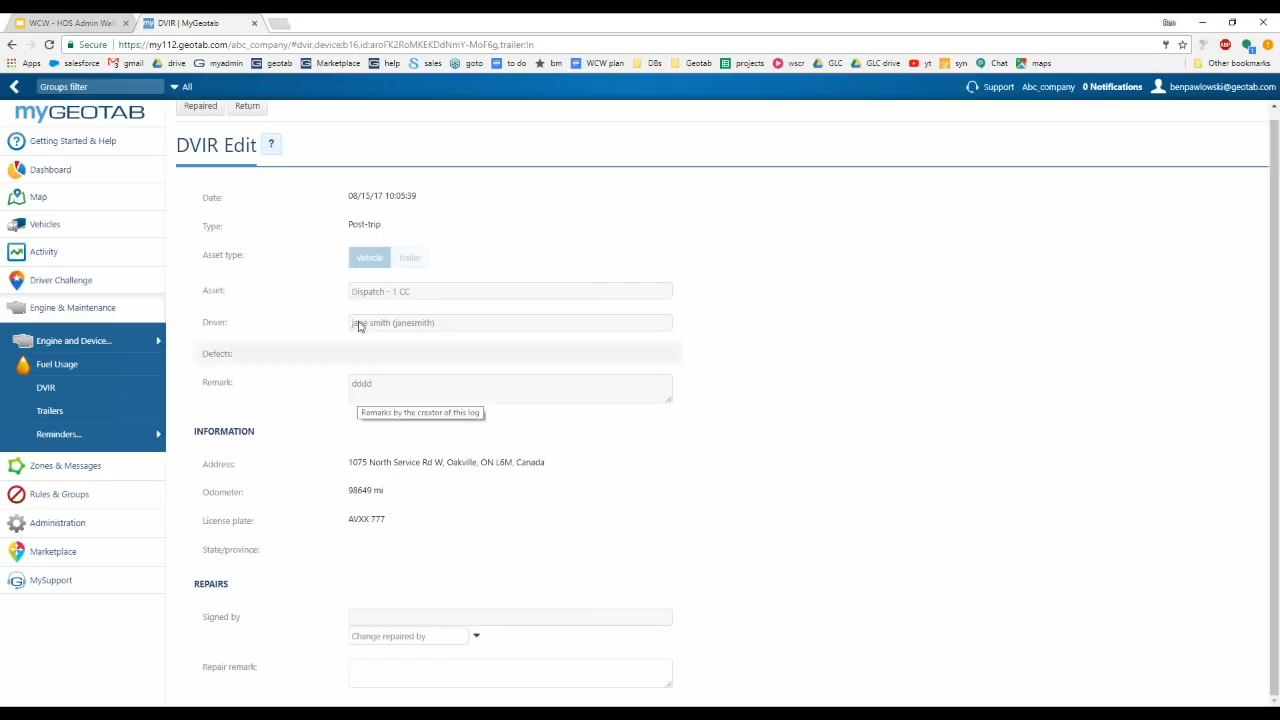 WCW - HOS Admin Wal
DVIR | MyGeotab
Ben
Secure
https://my112.geotab.com/abc_company/#dvir,device:b16,id:aroFK2RoMKEKDdNmY-MoF6g,trailer:!n
Apps salesforce gmail drive myadmin geotab Marketplace help sales goto to do bm WCW plan DBs Geotab projects wscr GLC GLC drive yt syn Chat maps Other bookmarks
Groups filter All Support Abc_company 0 Notifications benpawlowski@geotab.com
myGEOTAB
Getting Started & Help
Dashboard
Map
Vehicles
Activity
Driver Challenge
Engine & Maintenance
Engine and Device...
Fuel Usage
DVIR
Trailers
Reminders...
Zones & Messages
Rules & Groups
Administration
Marketplace
MySupport
Repaired Return
DVIR Edit ?
Date: 08/15/17 10:05:39
Type: Post-trip
Asset type: Vehicle Trailer
Asset: Dispatch - 1 CC
Driver: jane smith (janesmith)
Defects:
Remark: dddd
Remarks by the creator of this log
INFORMATION
Address: 1075 North Service Rd W, Oakville, ON L6M, Canada
Odometer: 98649 mi
License plate: AVXX 777
State/province:
REPAIRS
Signed by
Change repaired by
Repair remark: